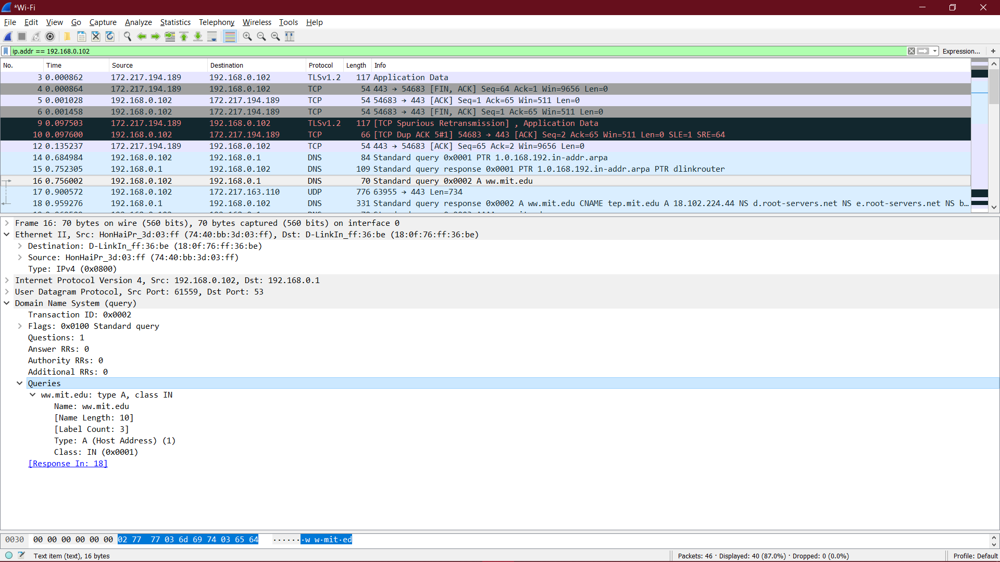 *Wi-Fi
File Edit View Go Capture Analyze Statistics Telephony Wireless Tools Help
ip.addr == 192.168.0.102 Expression... +
No. Time Source Destination Protocol Length Info
3 0.000862 172.217.194.189 192.168.0.102 TLSv1.2 117 Application Data
4 0.000864 172.217.194.189 192.168.0.102 TCP 54 443 → 54683 [FIN, ACK] Seq=64 Ack=1 Win=9656 Len=0
5 0.001028 192.168.0.102 172.217.194.189 TCP 54 54683 → 443 [ACK] Seq=1 Ack=65 Win=511 Len=0
6 0.001458 192.168.0.102 172.217.194.189 TCP 54 54683 → 443 [FIN, ACK] Seq=1 Ack=65 Win=511 Len=0
9 0.097503 172.217.194.189 192.168.0.102 TLSv1.2 117 [TCP Spurious Retransmission] , Application Data
10 0.097600 192.168.0.102 172.217.194.189 TCP 66 [TCP Dup ACK 5#1] 54683 → 443 [ACK] Seq=2 Ack=65 Win=511 Len=0 SLE=1 SRE=64
12 0.135237 172.217.194.189 192.168.0.102 TCP 54 443 → 54683 [ACK] Seq=65 Ack=2 Win=9656 Len=0
14 0.684984 192.168.0.102 192.168.0.1 DNS 84 Standard query 0x0001 PTR 1.0.168.192.in-addr.arpa
15 0.752305 192.168.0.1 192.168.0.102 DNS 109 Standard query response 0x0001 PTR 1.0.168.192.in-addr.arpa PTR dlinkrouter
16 0.756002 192.168.0.102 192.168.0.1 DNS 70 Standard query 0x0002 A ww.mit.edu
17 0.900572 192.168.0.102 172.217.163.110 UDP 776 63955 → 443 Len=734
18 0.959276 192.168.0.1 192.168.0.102 DNS 331 Standard query response 0x0002 A ww.mit.edu CNAME tep.mit.edu A 18.102.224.44 NS d.root-servers.net NS e.root-servers.net NS b…
Frame 16: 70 bytes on wire (560 bits), 70 bytes captured (560 bits) on interface 0
Ethernet II, Src: HonHaiPr_3d:03:ff (74:40:bb:3d:03:ff), Dst: D-LinkIn_ff:36:be (18:0f:76:ff:36:be)
Destination: D-LinkIn_ff:36:be (18:0f:76:ff:36:be)
Source: HonHaiPr_3d:03:ff (74:40:bb:3d:03:ff)
Type: IPv4 (0x0800)
Internet Protocol Version 4, Src: 192.168.0.102, Dst: 192.168.0.1
User Datagram Protocol, Src Port: 61559, Dst Port: 53
Domain Name System (query)
Transaction ID: 0x0002
Flags: 0x0100 Standard query
Questions: 1
Answer RRs: 0
Authority RRs: 0
Additional RRs: 0
Queries
ww.mit.edu: type A, class IN
Name: ww.mit.edu
[Name Length: 10]
[Label Count: 3]
Type: A (Host Address) (1)
Class: IN (0x0001)
[Response In: 18]
0030 00 00 00 00 00 00 02 77 77 03 6d 69 74 03 65 64 ·······w w·mit·ed
Text item (text), 16 bytes Packets: 46 · Displayed: 40 (87.0%) · Dropped: 0 (0.0%) Profile: Default